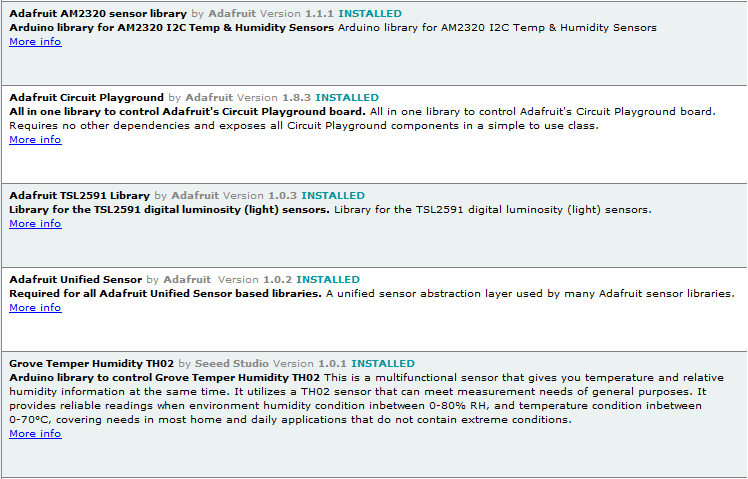 Adafruit AM2320 sensor library by Adafruit Version 1.1.1 INSTALLED
Arduino library for AM2320 I2C Temp & Humidity Sensors Arduino library for AM2320 I2C Temp & Humidity Sensors
More info
Adafruit Circuit Playground by Adafruit Version 1.8.3 INSTALLED
All in one library to control Adafruit's Circuit Playground board. All in one library to control Adafruit's Circuit Playground board.
Requires no other dependencies and exposes all Circuit Playground components in a simple to use class.
More info
Adafruit TSL2591 Library by Adafruit Version 1.0.3 INSTALLED
Library for the TSL2591 digital luminosity (light) sensors. Library for the TSL2591 digital luminosity (light) sensors.
More info
Adafruit Unified Sensor by Adafruit Version 1.0.2 INSTALLED
Required for all Adafruit Unified Sensor based libraries. A unified sensor abstraction layer used by many Adafruit sensor libraries.
More info
Grove Temper Humidity TH02 by Seeed Studio Version 1.0.1 INSTALLED
Arduino library to control Grove Temper Humidity TH02 This is a multifunctional sensor that gives you temperature and relative
humidity information at the same time. It utilizes a TH02 sensor that can meet measurement needs of general purposes. It
provides reliable readings when environment humidity condition inbetween 0-80% RH, and temperature condition inbetween
0-70°C, covering needs in most home and daily applications that do not contain extreme conditions.
More info